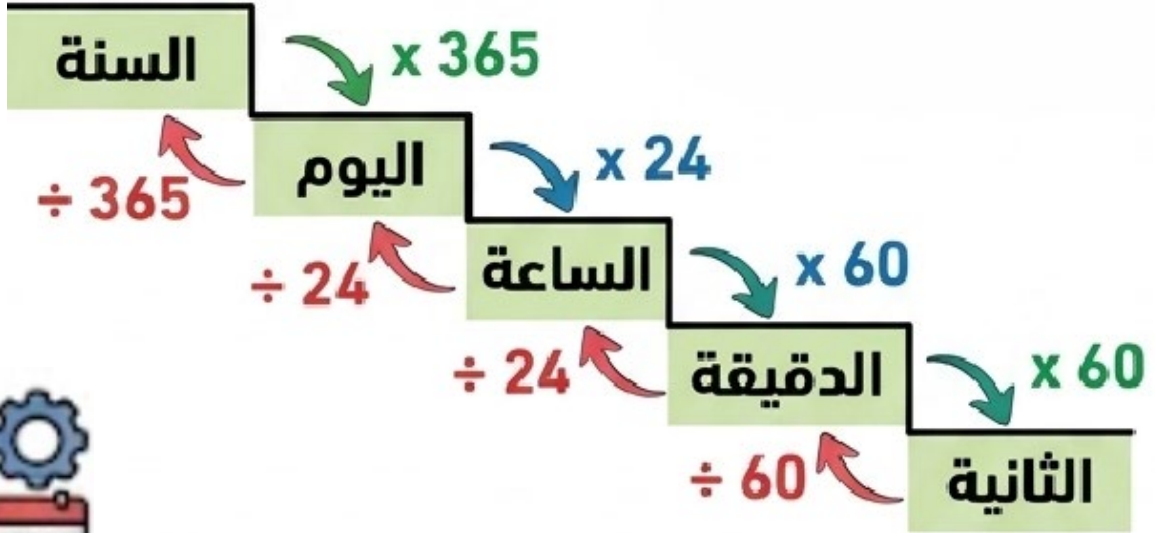 السنة
x 365
÷ 365
اليوم
x 24
÷ 24
الساعة
x 60
÷ 24
الدقيقة
x 60
÷ 60
الثانية